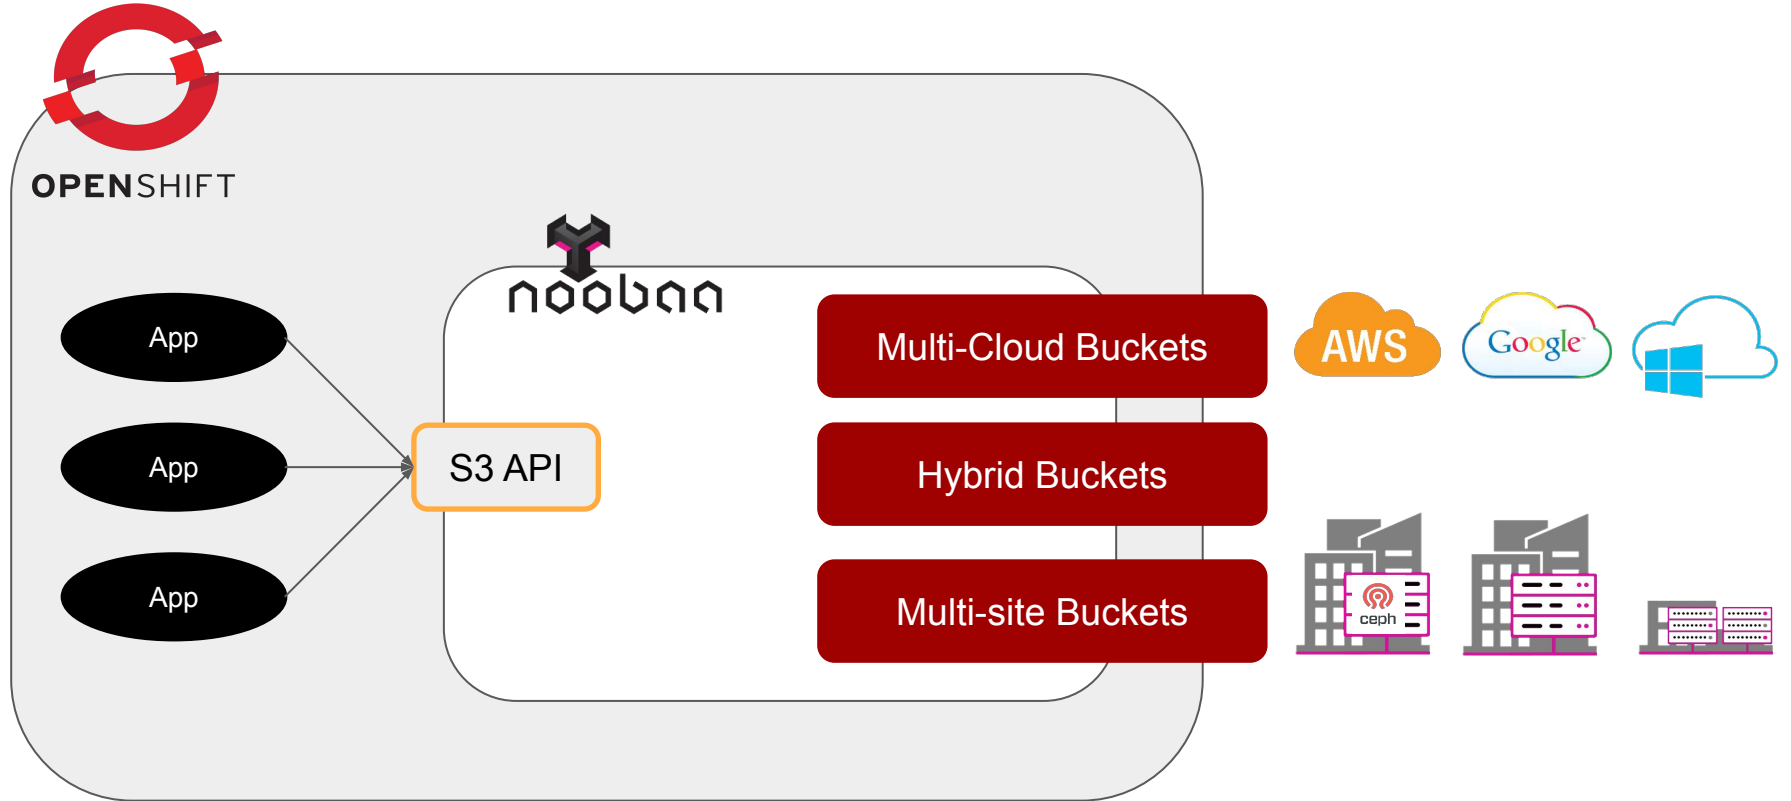 OPENSHIFT
noobaa
App
App
App
S3 API
Multi-Cloud Buckets
Hybrid Buckets
Multi-site Buckets
AWS
Google
ceph